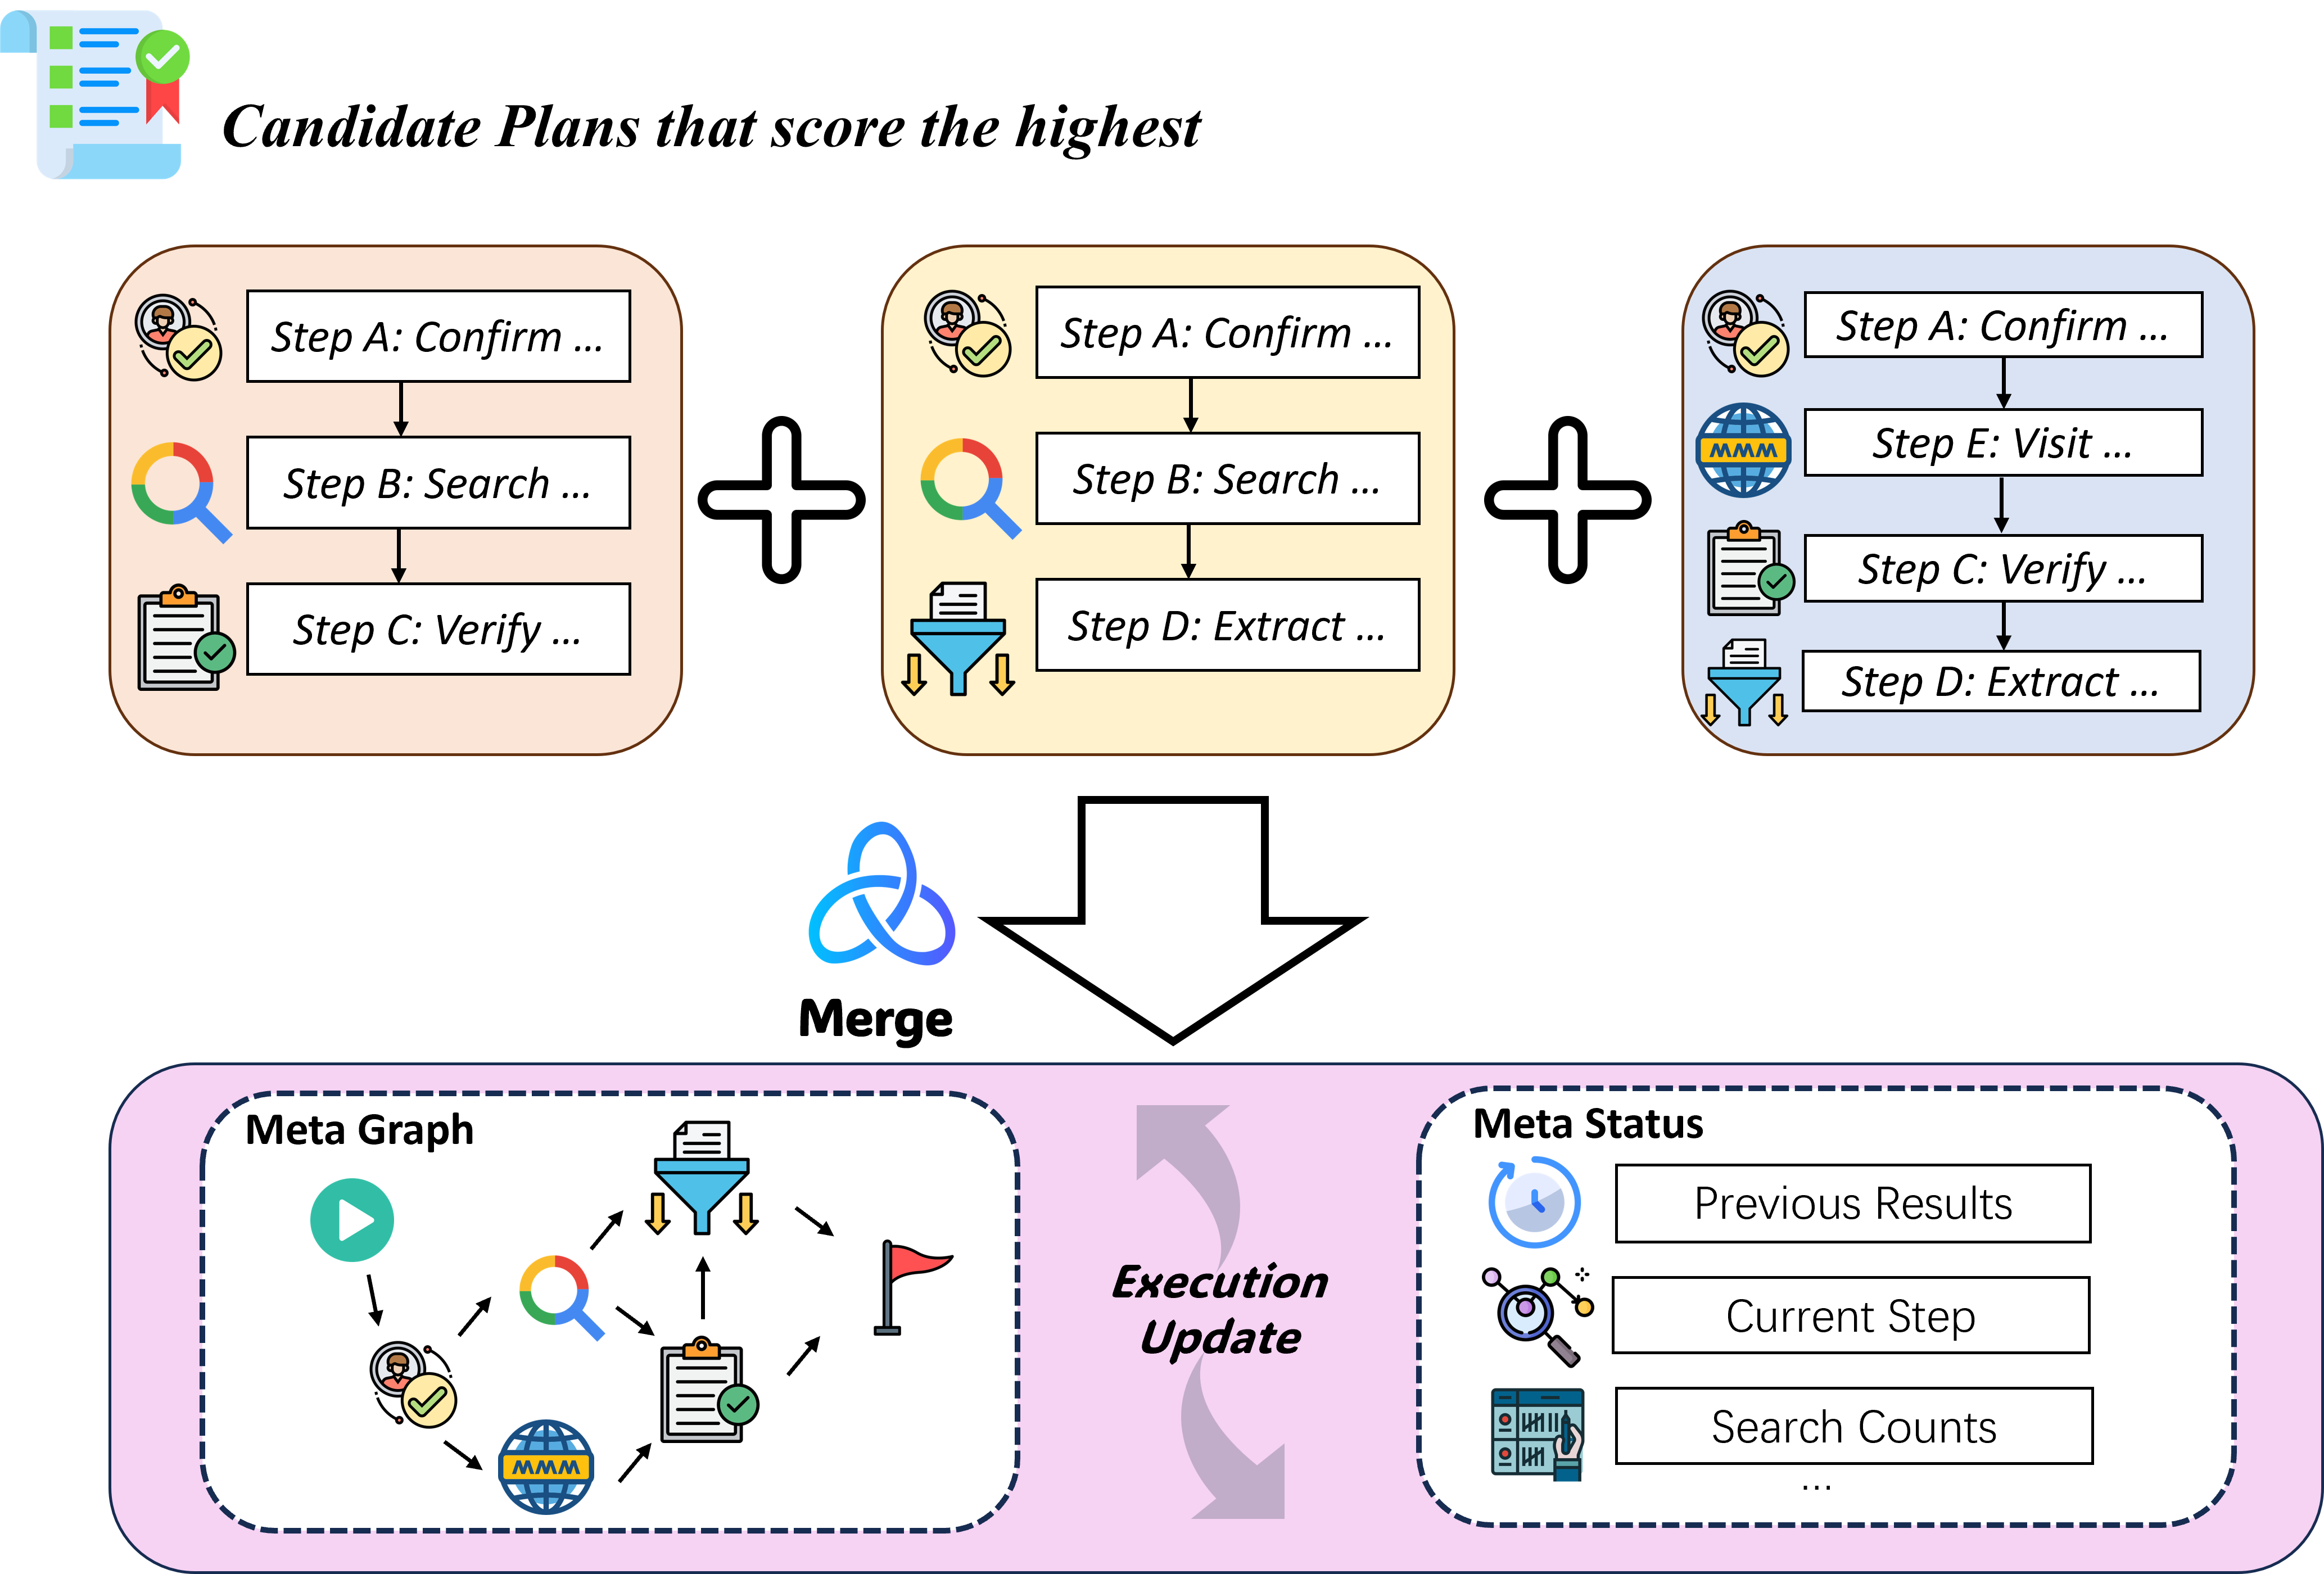 Candidate Plans that score the highest
Step A: Confirm ...
Step B: Search ...
Step C: Verify ...
Step A: Confirm ...
Step B: Search ...
Step D: Extract ...
Step A: Confirm ...
WWW
Step E: Visit ...
Step C: Verify ...
Step D: Extract ...
Merge
Meta Graph
WWW
Execution
Update
Meta Status
Previous Results
Current Step
Search Counts
...